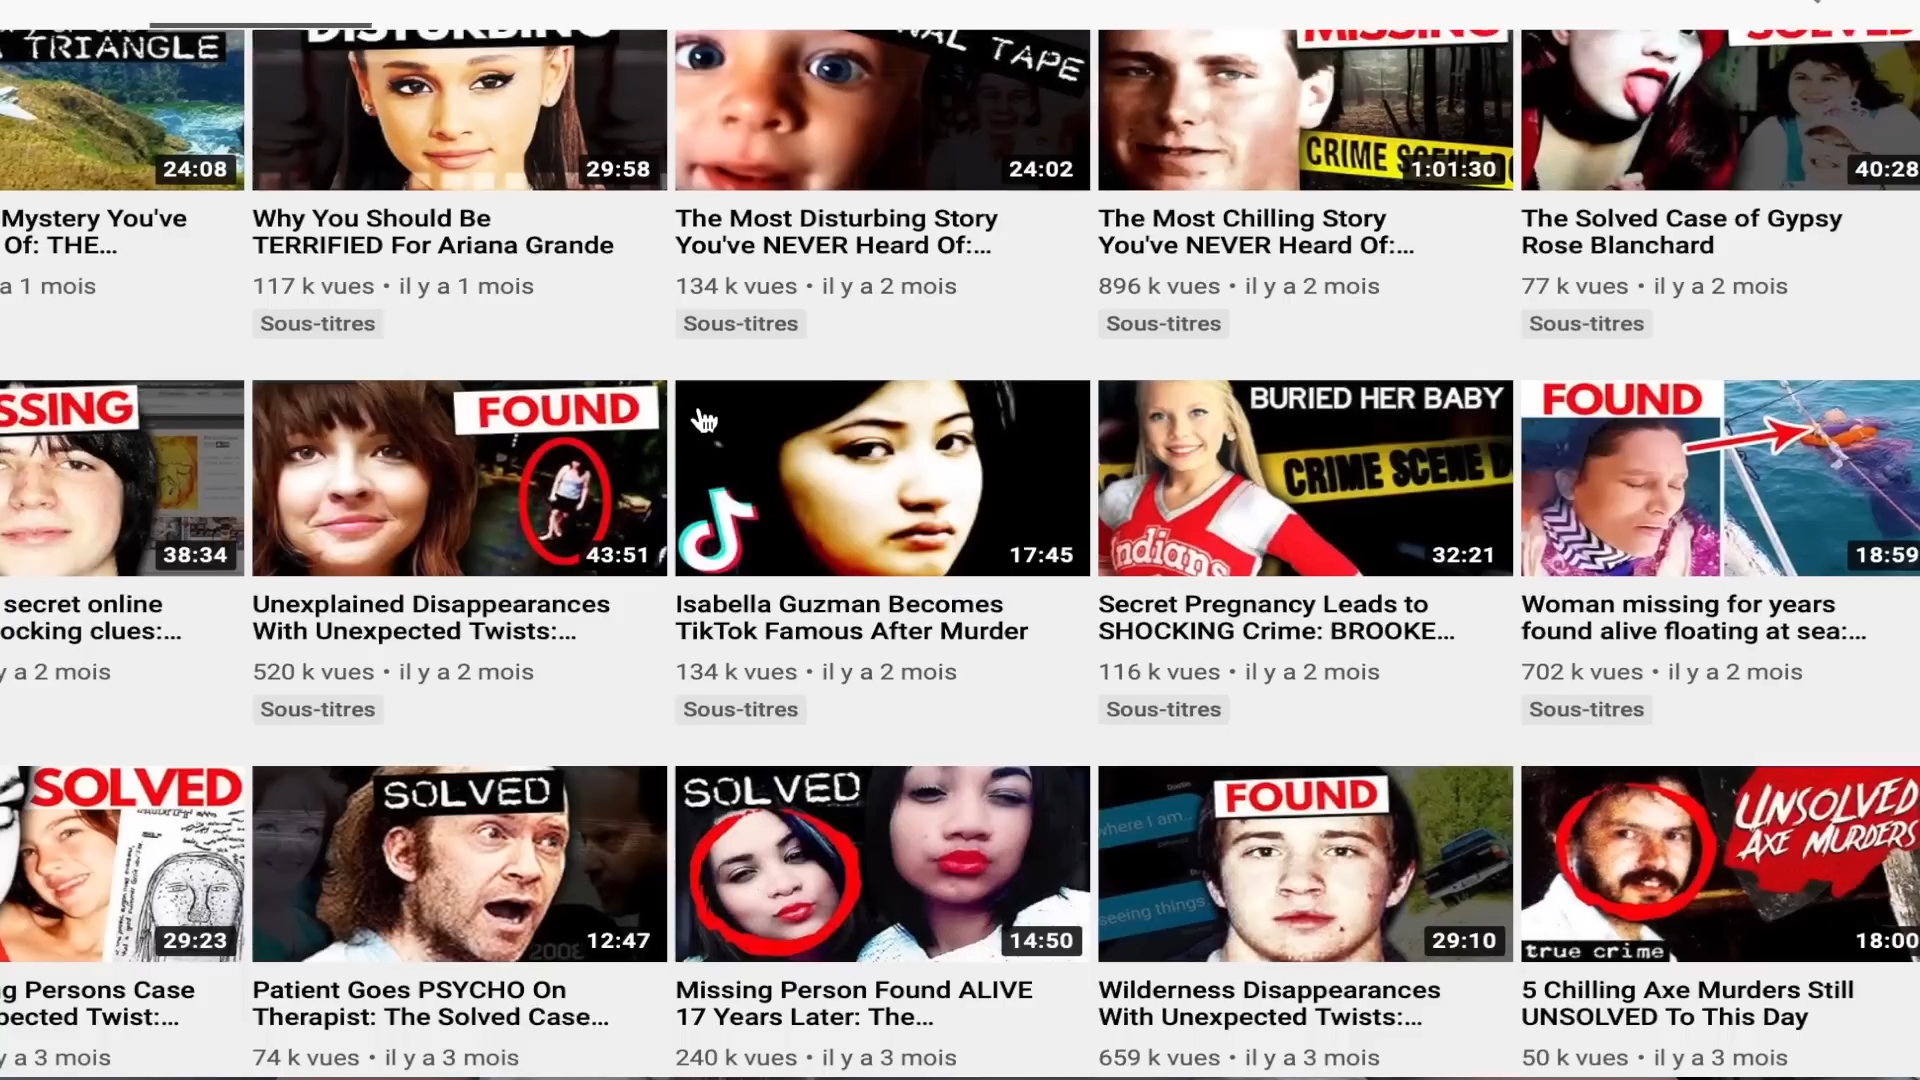 A TRIANGLE
24:08
DISTURBING
29:58
TAPE
24:02
MISSING
CRIME SCENE
1:01:30
SOLVED
40:28
Mystery You've
Of: THE...
a 1 mois
Why You Should Be
TERRIFIED For Ariana Grande
117 k vues • il y a 1 mois
Sous-titres
The Most Disturbing Story
You've NEVER Heard Of:...
134 k vues • il y a 2 mois
Sous-titres
The Most Chilling Story
You've NEVER Heard Of:...
896 k vues • il y a 2 mois
Sous-titres
The Solved Case of Gypsy
Rose Blanchard
77 k vues • il y a 2 mois
Sous-titres
SSING
38:34
FOUND
43:51
17:45
BURIED HER BABY
CRIME SCENE D
Indians
32:21
FOUND
18:59
secret online
ocking clues:...
y a 2 mois
Unexplained Disappearances
With Unexpected Twists:...
520 k vues • il y a 2 mois
Sous-titres
Isabella Guzman Becomes
TikTok Famous After Murder
134 k vues • il y a 2 mois
Sous-titres
Secret Pregnancy Leads to
SHOCKING Crime: BROOKE...
116 k vues • il y a 2 mois
Sous-titres
Woman missing for years
found alive floating at sea:...
702 k vues • il y a 2 mois
Sous-titres
SOLVED
29:23
SOLVED
2008
12:47
SOLVED
14:50
where I am..
seeing things.
FOUND
29:10
UNSOLVED
AXE MURDERS
true crime
18:00
g Persons Case
pected Twist:...
y a 3 mois
Patient Goes PSYCHO On
Therapist: The Solved Case...
74 k vues • il y a 3 mois
Missing Person Found ALIVE
17 Years Later: The...
240 k vues • il y a 3 mois
Wilderness Disappearances
With Unexpected Twists:...
659 k vues • il y a 3 mois
5 Chilling Axe Murders Still
UNSOLVED To This Day
50 k vues • il y a 3 mois